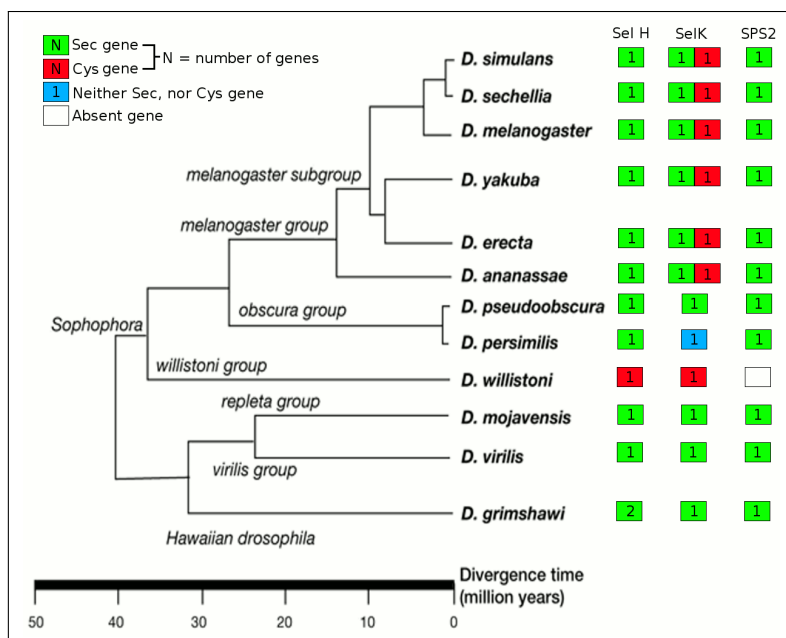 Sel H SelK SPS2
N Sec gene
N Cys gene
N = number of genes
1 Neither Sec, nor Cys gene
Absent gene
D. simulans 1 1 1 1
D. sechellia 1 1 1 1
D. melanogaster 1 1 1 1
melanogaster subgroup
D. yakuba 1 1 1 1
melanogaster group
D. erecta 1 1 1 1
D. ananassae 1 1 1 1
obscura group
D. pseudoobscura 1 1 1
Sophophora
D. persimilis 1 1 1
willistoni group
D. willistoni 1 1
repleta group
D. mojavensis 1 1 1
D. virilis 1 1 1
virilis group
D. grimshawi 2 1 1
Hawaiian drosophila
Divergence time
(million years)
50 40 30 20 10 0